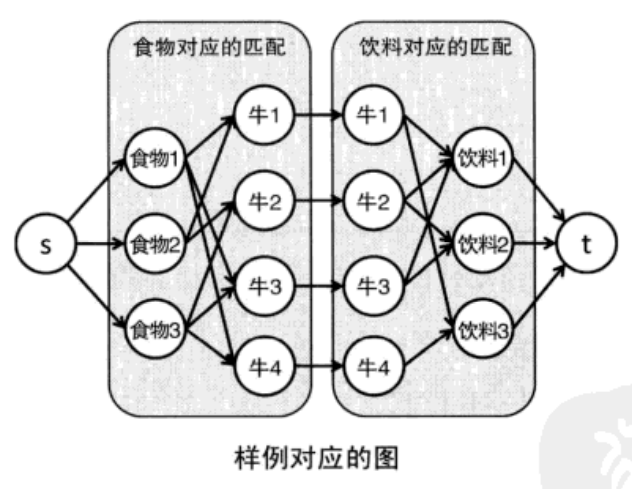 食物对应的匹配
饮料对应的匹配
牛1
牛1
食物1
饮料1
牛2
牛2
s
食物2
饮料2
t
牛3
牛3
食物3
饮料3
牛4
牛4
样例对应的图